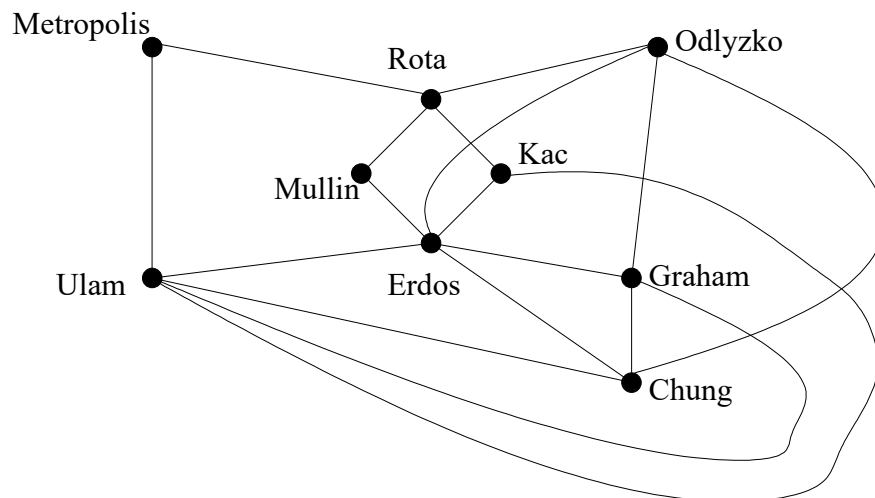 Metropolis
Rota
Odlyzko
Mullin
Kac
Ulam
Erdos
Graham
Chung